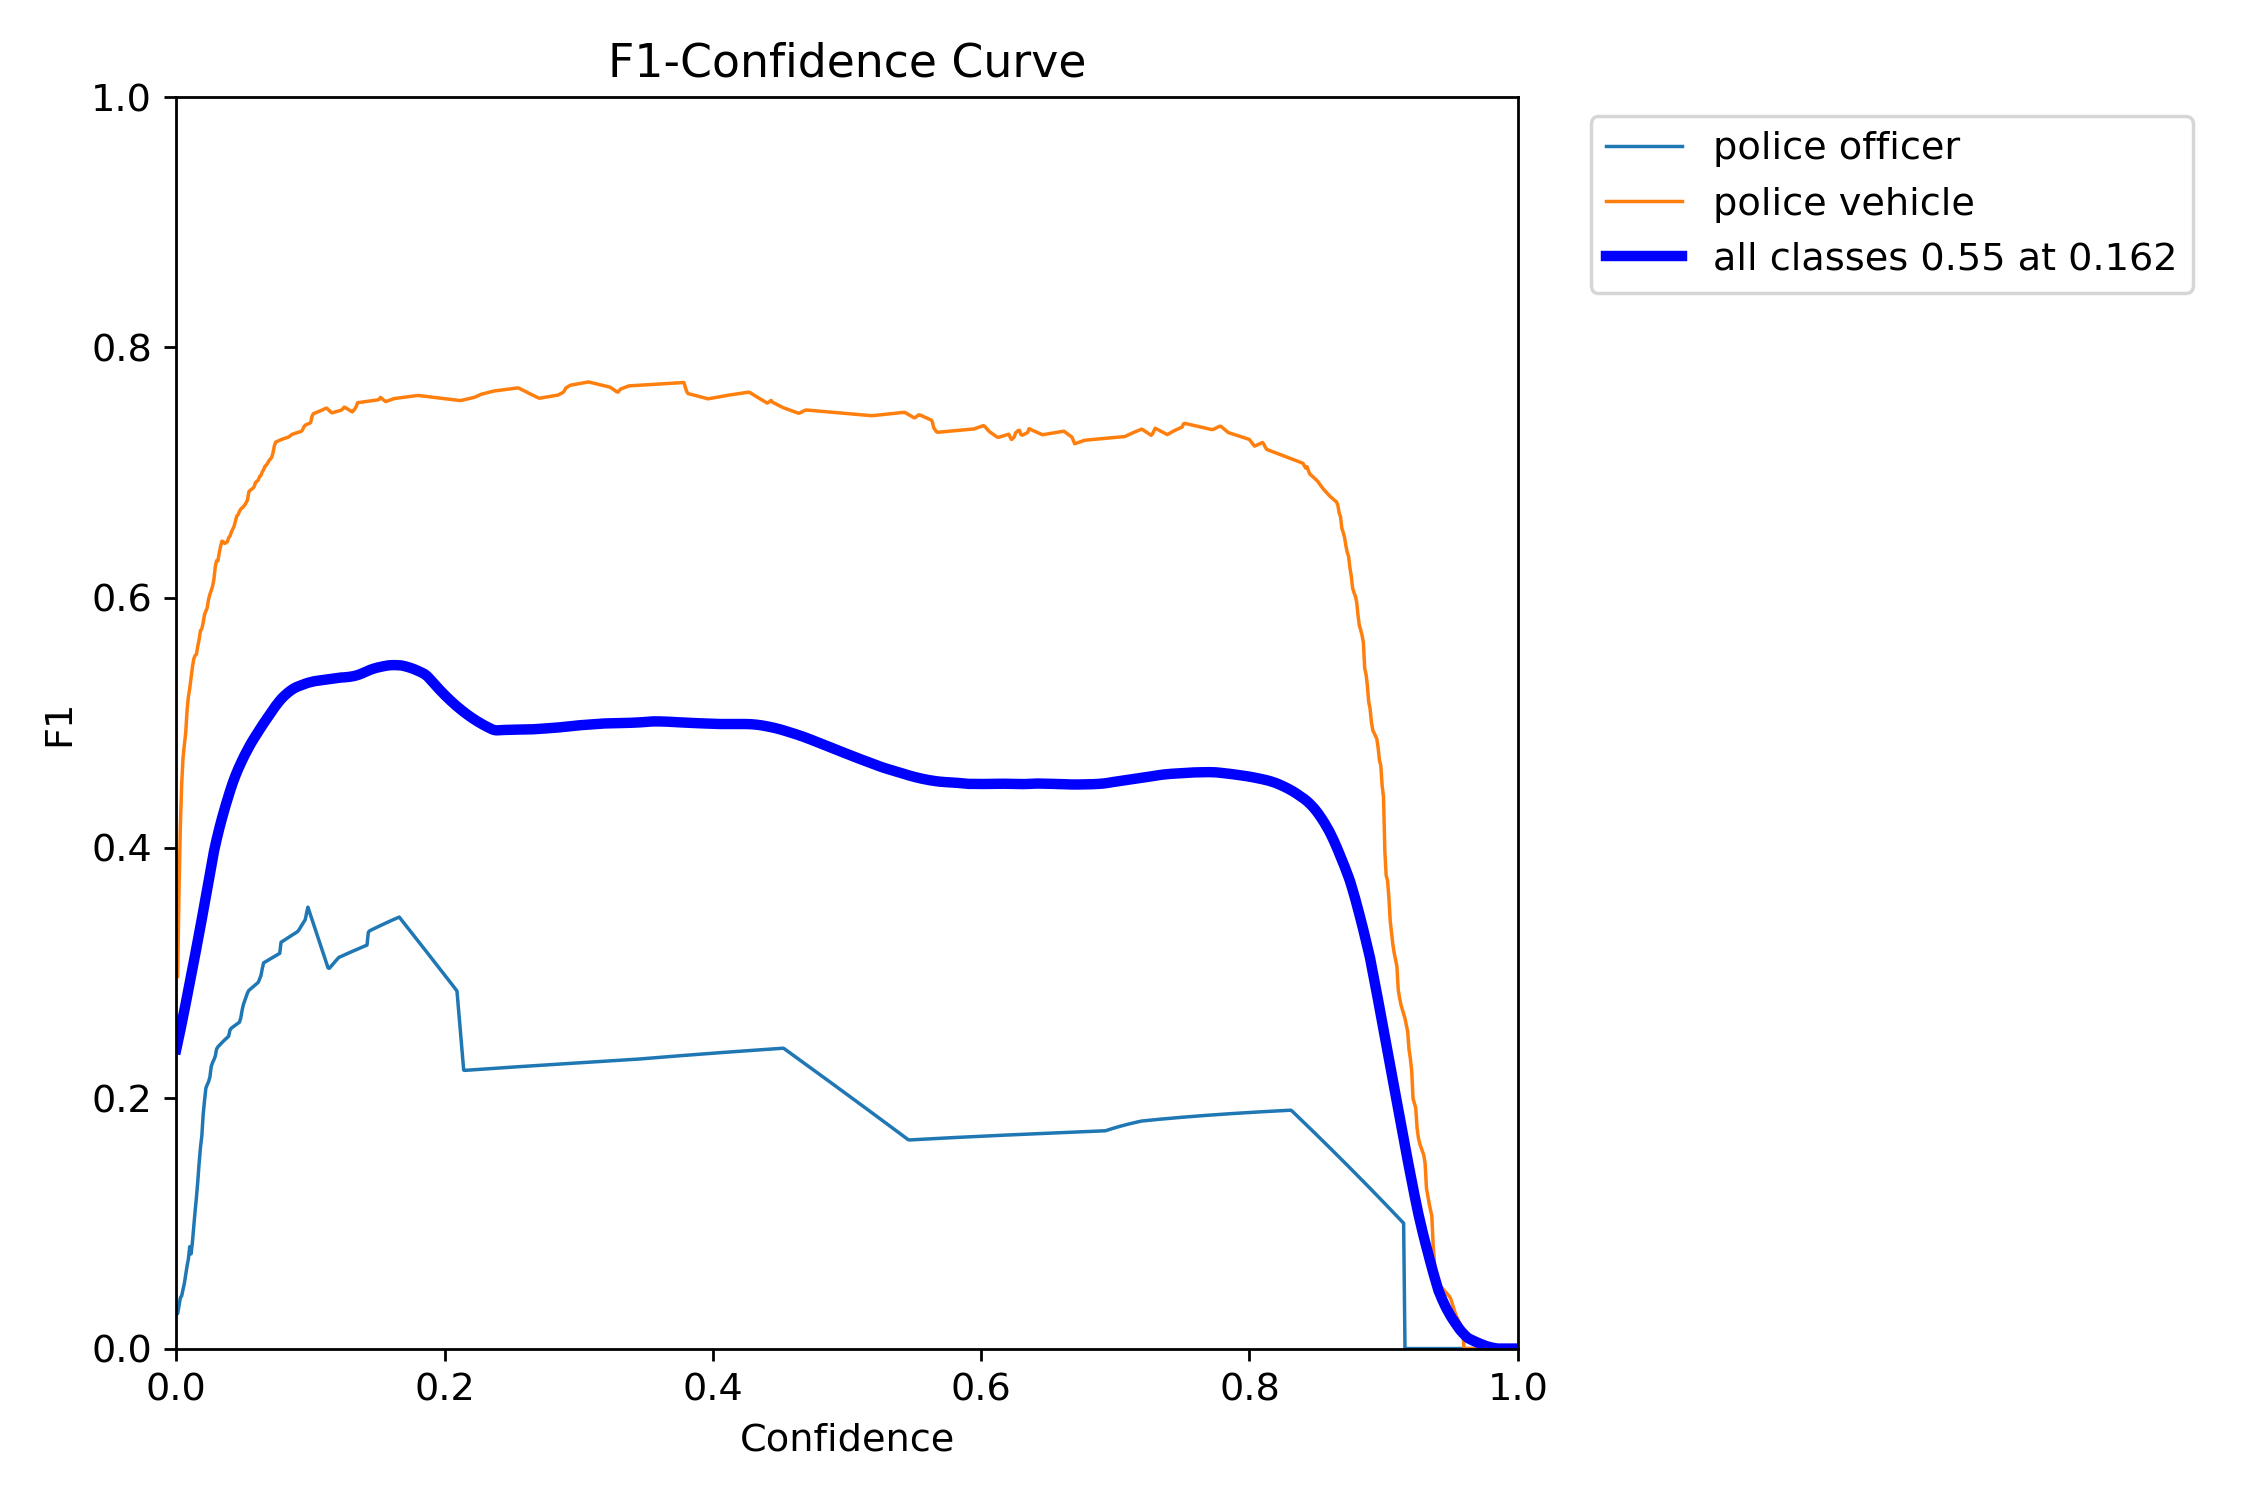 F1-Confidence Curve
1.0
0.8
0.6
0.4
0.2
0.0
F1
0.0 0.2 0.4 0.6 0.8 1.0
Confidence
police officer
police vehicle
all classes 0.55 at 0.162